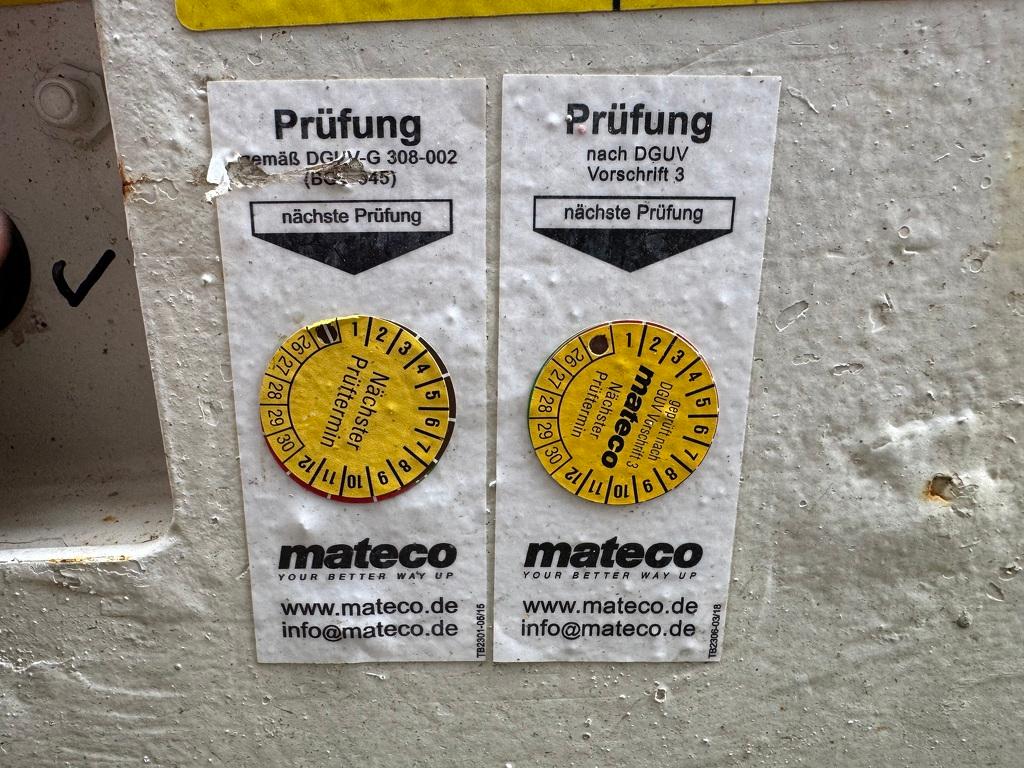 Prüfung
gemäß DGUV-G 308-002
(BGG 945)
nächste Prüfung
1 2 3 4 5 6 7 8 9 10 11 12
26 27 28 29 30
Nächster
Prüftermin
mateco
YOUR BETTER WAY UP
www.mateco.de
info@mateco.de
TB2301-06/15
Prüfung
nach DGUV
Vorschrift 3
nächste Prüfung
1 2 3 4 5 6 7 8 9 10 11 12
26 27 28 29 30
geprüft nach
DGUV Vorschrift 3
mateco
Nächster
Prüftermin
mateco
YOUR BETTER WAY UP
www.mateco.de
info@mateco.de
TB2306-03/18